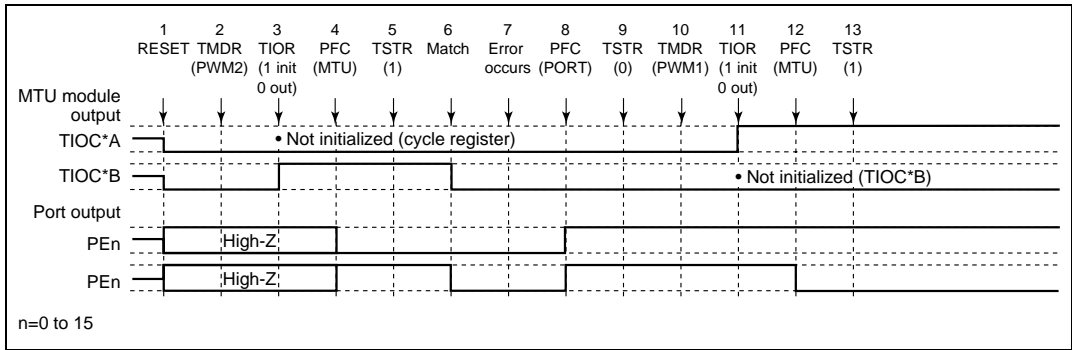 1 2 3 4 5 6 7 8 9 10 11 12 13
RESET TMDR TIOR PFC TSTR Match Error PFC TSTR TMDR TIOR PFC TSTR
(PWM2) (1 init (MTU) (1) occurs (PORT) (0) (PWM1) (1 init (MTU) (1)
0 out) 0 out)
MTU module
output
TIOC*A • Not initialized (cycle register)
TIOC*B • Not initialized (TIOC*B)
Port output
PEn High-Z
PEn High-Z
n=0 to 15